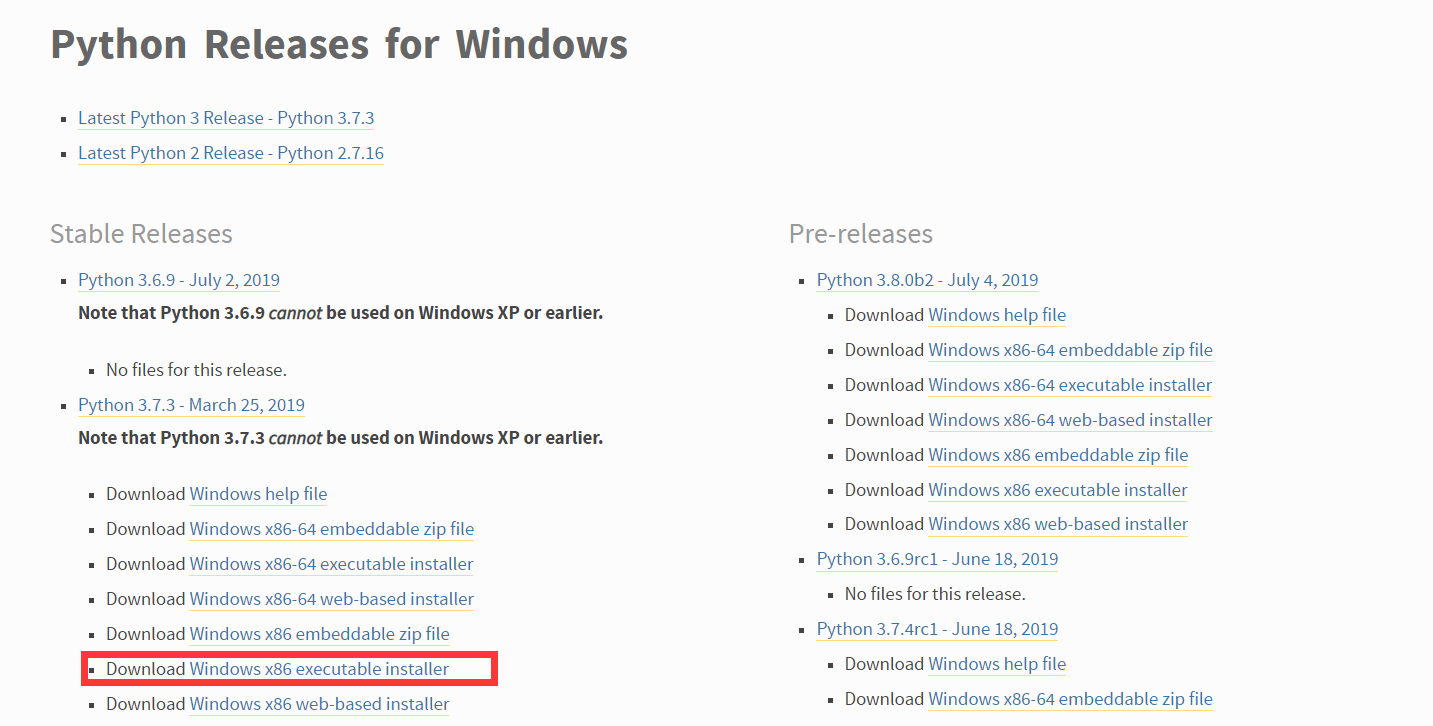 Python Releases for Windows
Latest Python 3 Release - Python 3.7.3
Latest Python 2 Release - Python 2.7.16
Stable Releases
Python 3.6.9 - July 2, 2019
Note that Python 3.6.9 cannot be used on Windows XP or earlier.
No files for this release.
Python 3.7.3 - March 25, 2019
Note that Python 3.7.3 cannot be used on Windows XP or earlier.
Download Windows help file
Download Windows x86-64 embeddable zip file
Download Windows x86-64 executable installer
Download Windows x86-64 web-based installer
Download Windows x86 embeddable zip file
Download Windows x86 executable installer
Download Windows x86 web-based installer
Pre-releases
Python 3.8.0b2 - July 4, 2019
Download Windows help file
Download Windows x86-64 embeddable zip file
Download Windows x86-64 executable installer
Download Windows x86-64 web-based installer
Download Windows x86 embeddable zip file
Download Windows x86 executable installer
Download Windows x86 web-based installer
Python 3.6.9rc1 - June 18, 2019
No files for this release.
Python 3.7.4rc1 - June 18, 2019
Download Windows help file
Download Windows x86-64 embeddable zip file